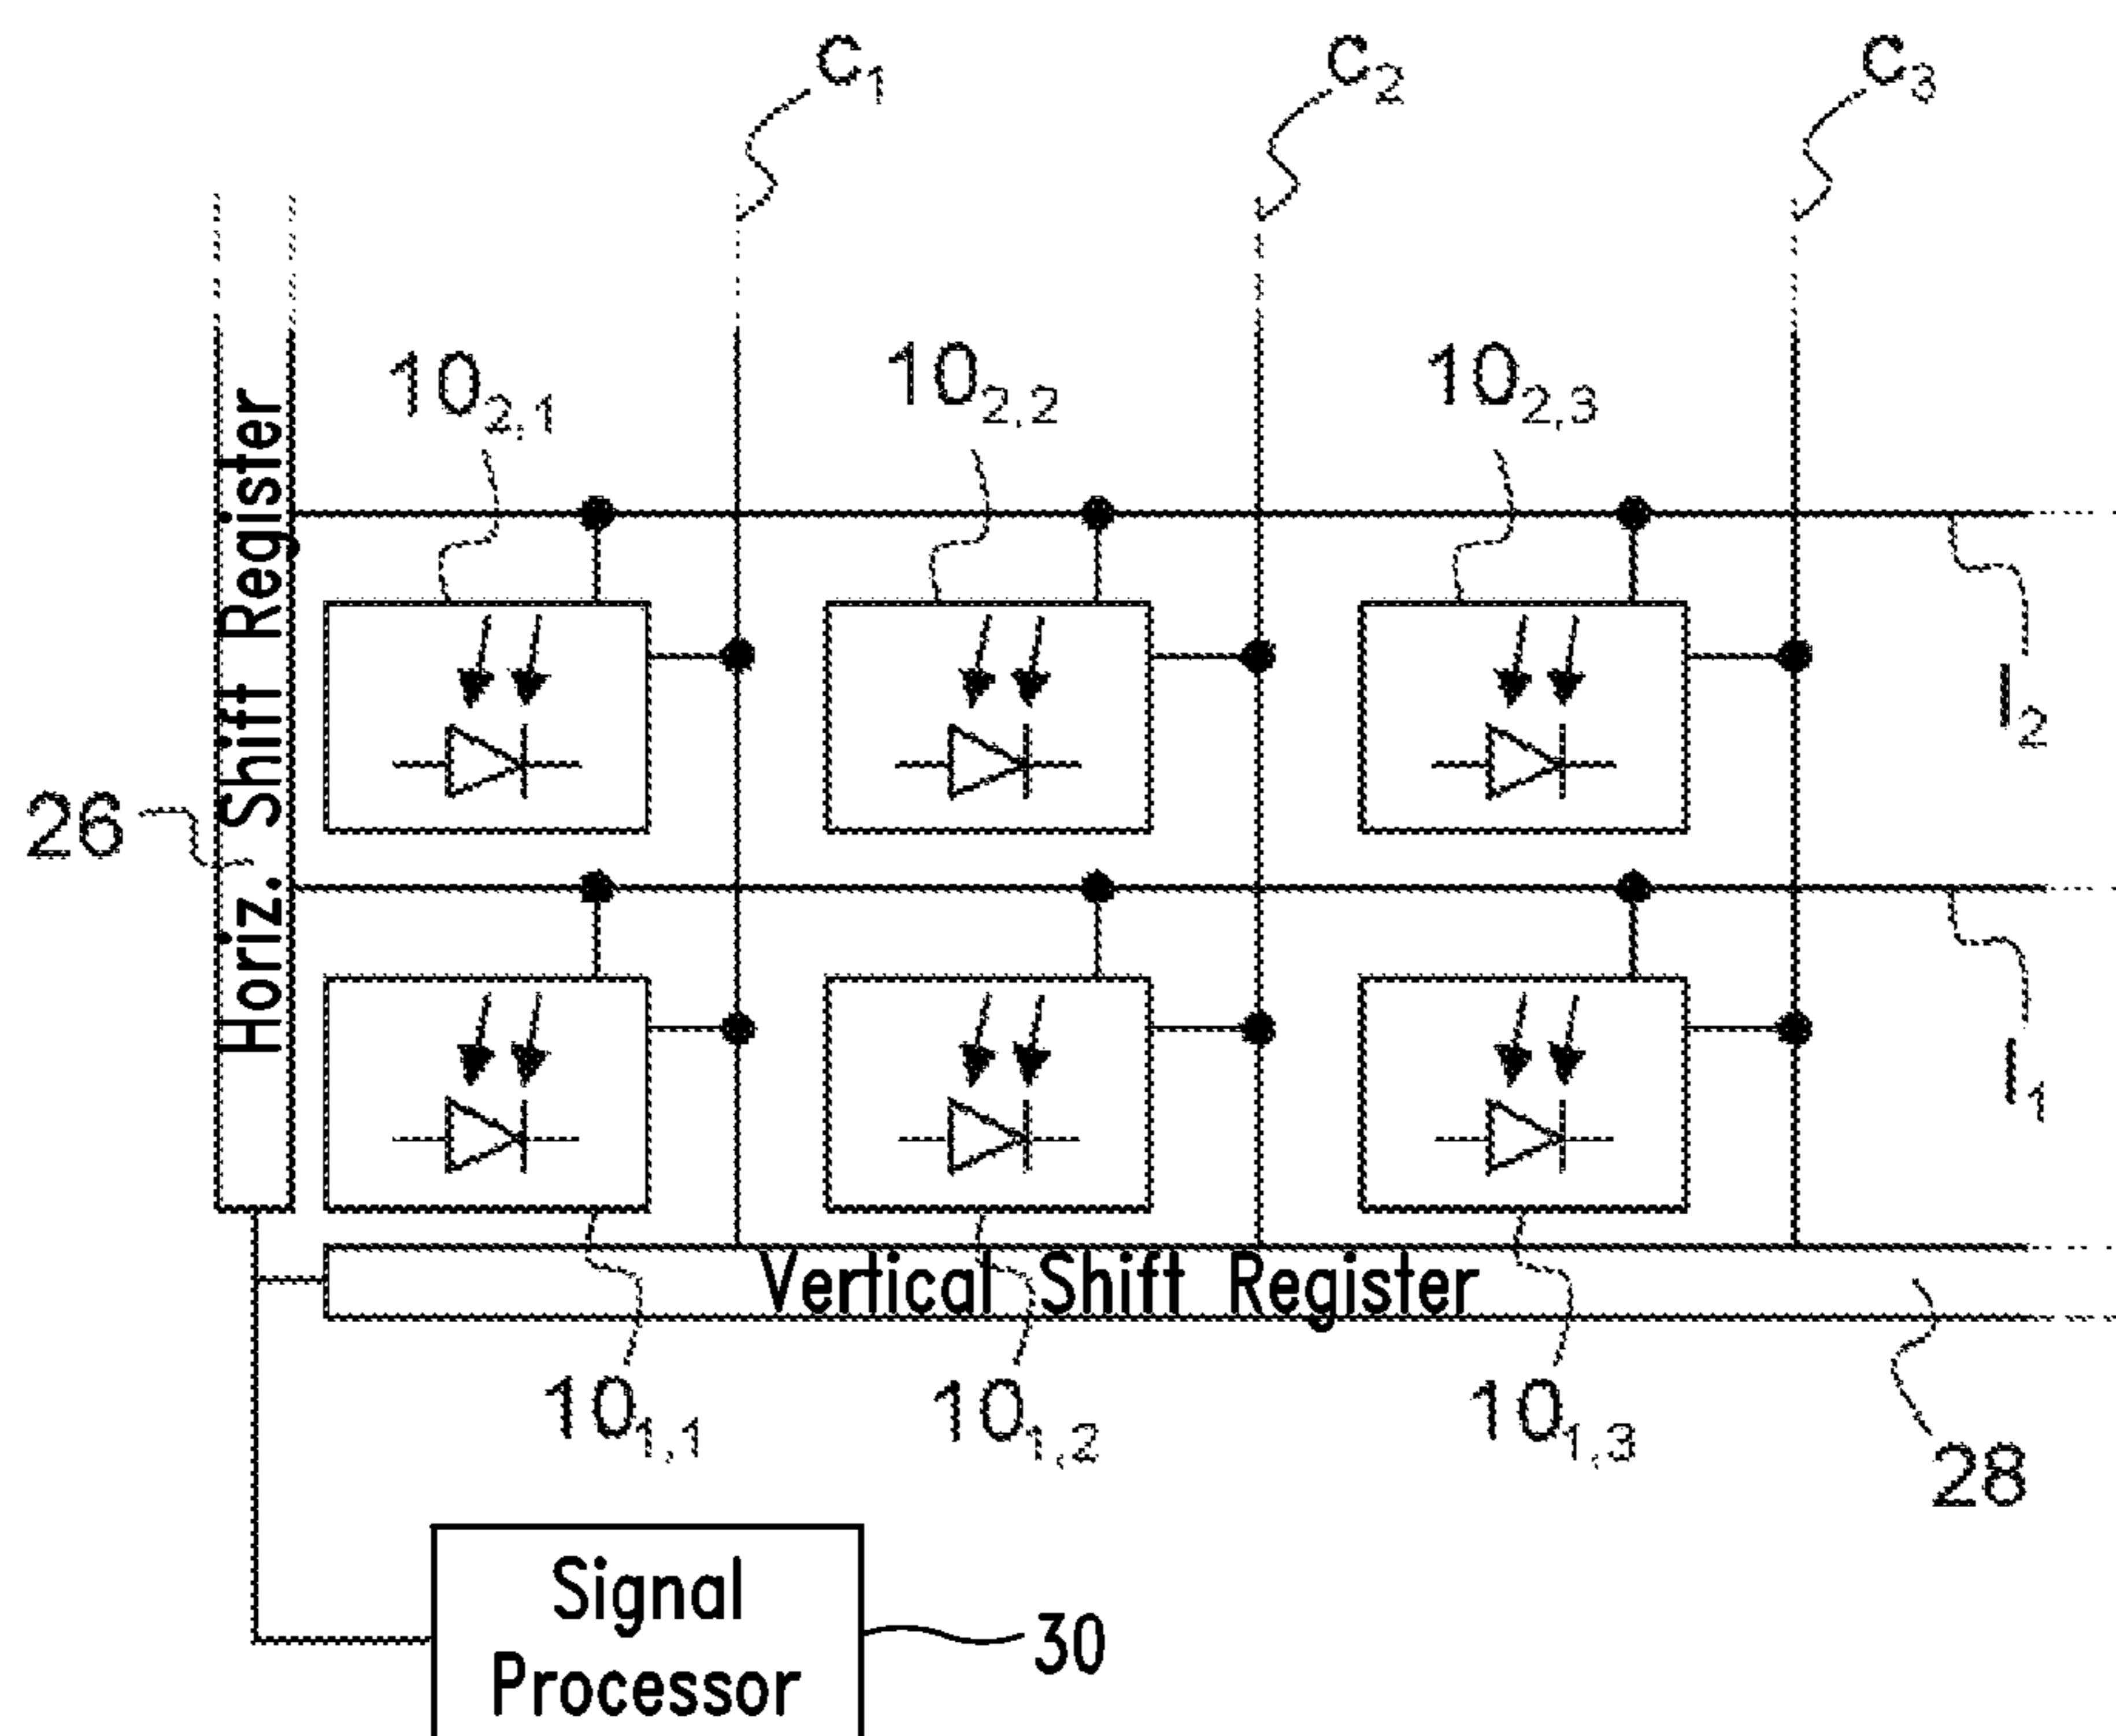 C1
C2
C3
102,1
102,2
102,3
Horiz. Shift Register
26
l2
l1
Vertical Shift Register
101,1
101,2
101,3
28
Signal
Processor
30